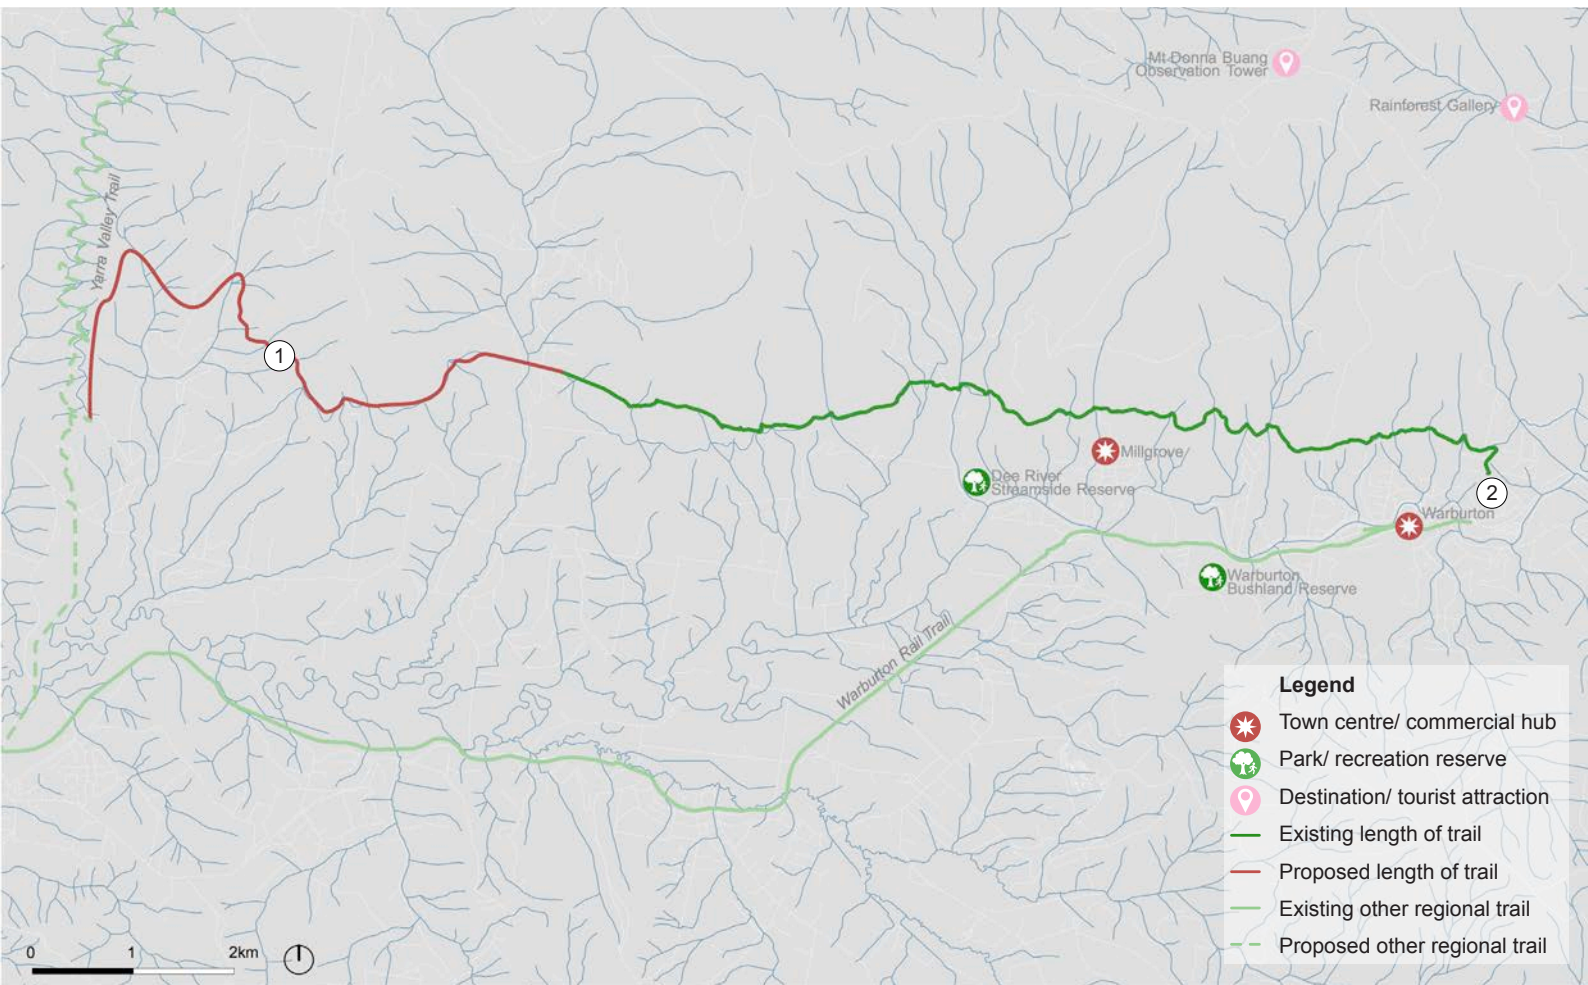 Mt Donna Buang
Observation Tower
Rainforest Gallery
Yarra Valley Trail
1
Millgrove
Dee River
Streamside Reserve
2
Warburton
Warburton
Bushland Reserve
Warburton Rail Trail
Legend
Town centre/ commercial hub
Park/ recreation reserve
Destination/ tourist attraction
Existing length of trail
Proposed length of trail
Existing other regional trail
Proposed other regional trail
0 1 2km